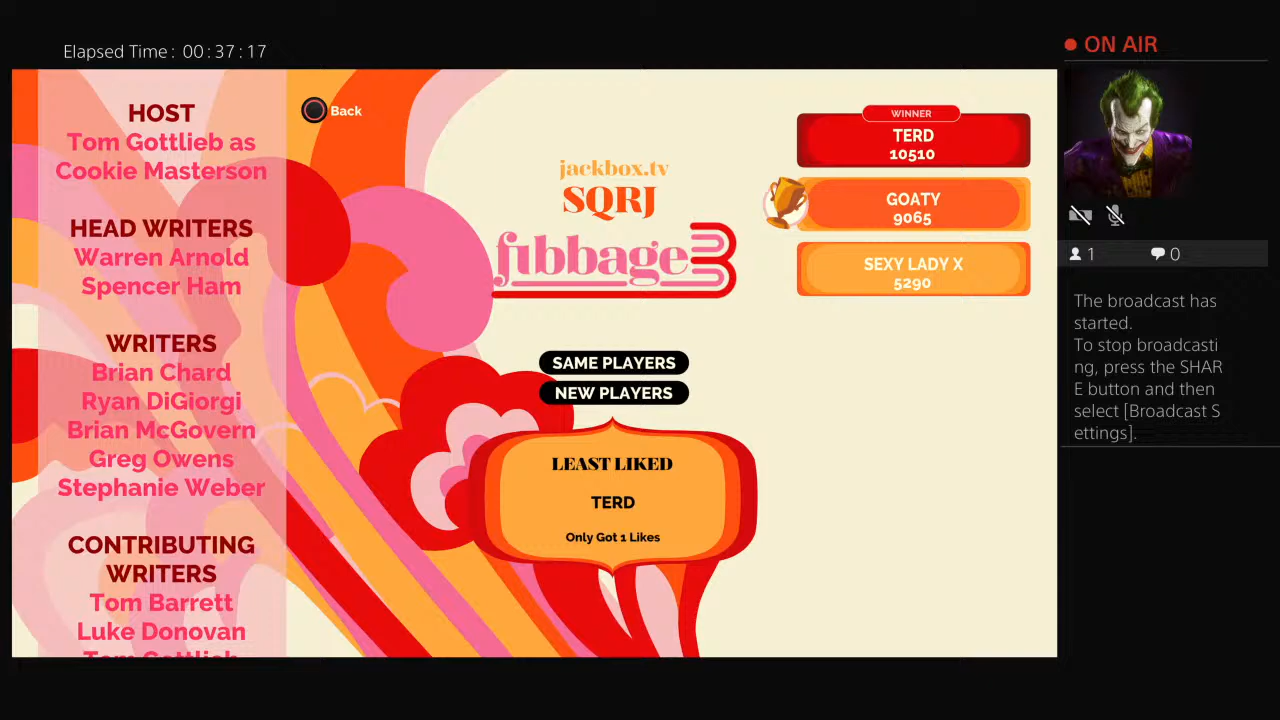 Elapsed Time: 00:37:17
ON AIR
HOST
Tom Gottlieb as
Cookie Masterson
HEAD WRITERS
Warren Arnold
Spencer Ham
WRITERS
Brian Chard
Ryan DiGiorgi
Brian McGovern
Greg Owens
Stephanie Weber
CONTRIBUTING
WRITERS
Tom Barrett
Luke Donovan
Tom Gottlieb
Back
jackbox.tv
SQRJ
fibbage 3
SAME PLAYERS
NEW PLAYERS
LEAST LIKED
TERD
Only Got 1 Likes
WINNER
TERD
10510
GOATY
9065
SEXY LADY X
5290
1
0
The broadcast has
started.
To stop broadcasti
ng, press the SHAR
E button and then
select [Broadcast S
ettings].